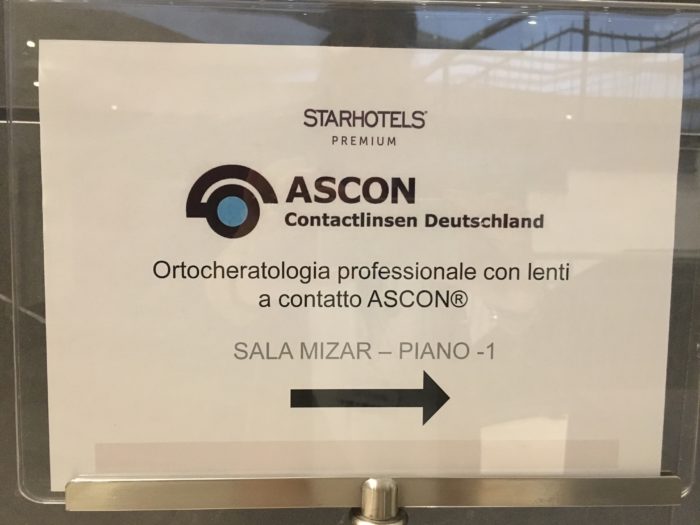 STARHOTELS
PREMIUM
ASCON
Contactlinsen Deutschland
Ortocheratologia professionale con lenti
a contatto ASCON®
SALA MIZAR – PIANO -1